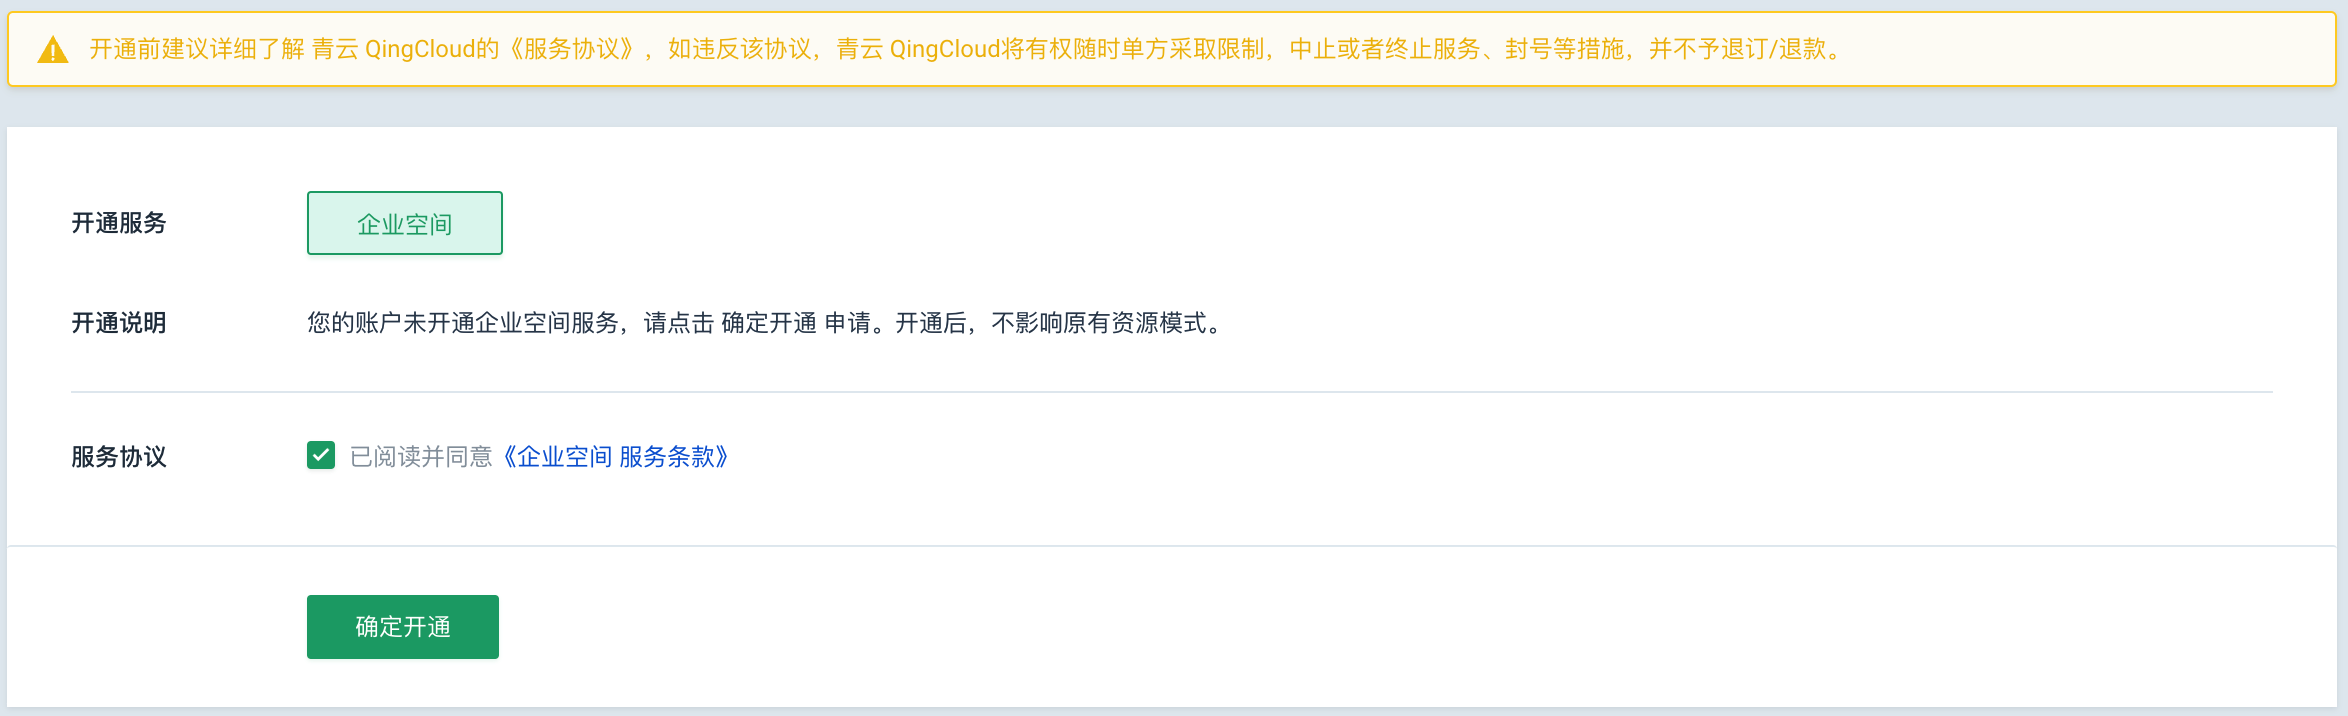 开通前建议详细了解 青云 QingCloud的《服务协议》，如违反该协议，青云 QingCloud将有权随时单方采取限制，中止或者终止服务、封号等措施，并不予退订/退款。
开通服务 企业空间
开通说明 您的账户未开通企业空间服务，请点击 确定开通 申请。开通后，不影响原有资源模式。
服务协议 已阅读并同意《企业空间 服务条款》
确定开通